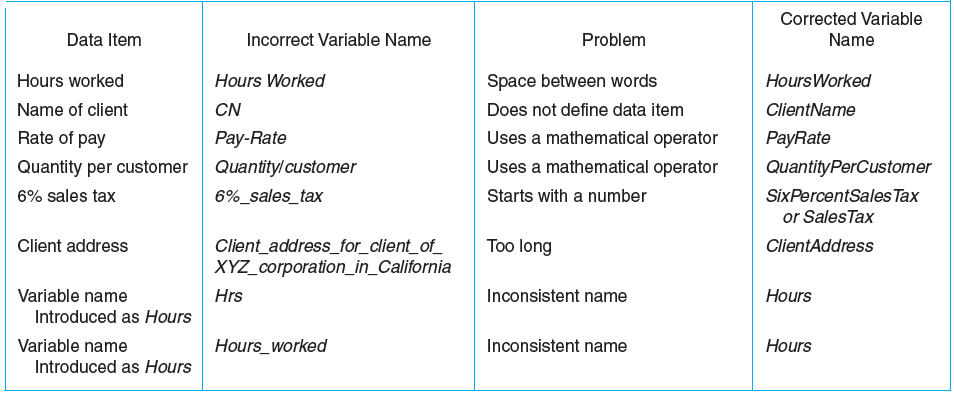 Data Item Incorrect Variable Name Problem Corrected Variable
Name
Hours worked Hours Worked Space between words HoursWorked
Name of client CN Does not define data item ClientName
Rate of pay Pay-Rate Uses a mathematical operator PayRate
Quantity per customer Quantity/customer Uses a mathematical operator QuantityPerCustomer
6% sales tax 6%_sales_tax Starts with a number SixPercentSalesTax
or SalesTax
Client address Client_address_for_client_of_ Too long ClientAddress
XYZ_corporation_in_California
Variable name Hrs Inconsistent name Hours
Introduced as Hours
Variable name Hours_worked Inconsistent name Hours
Introduced as Hours